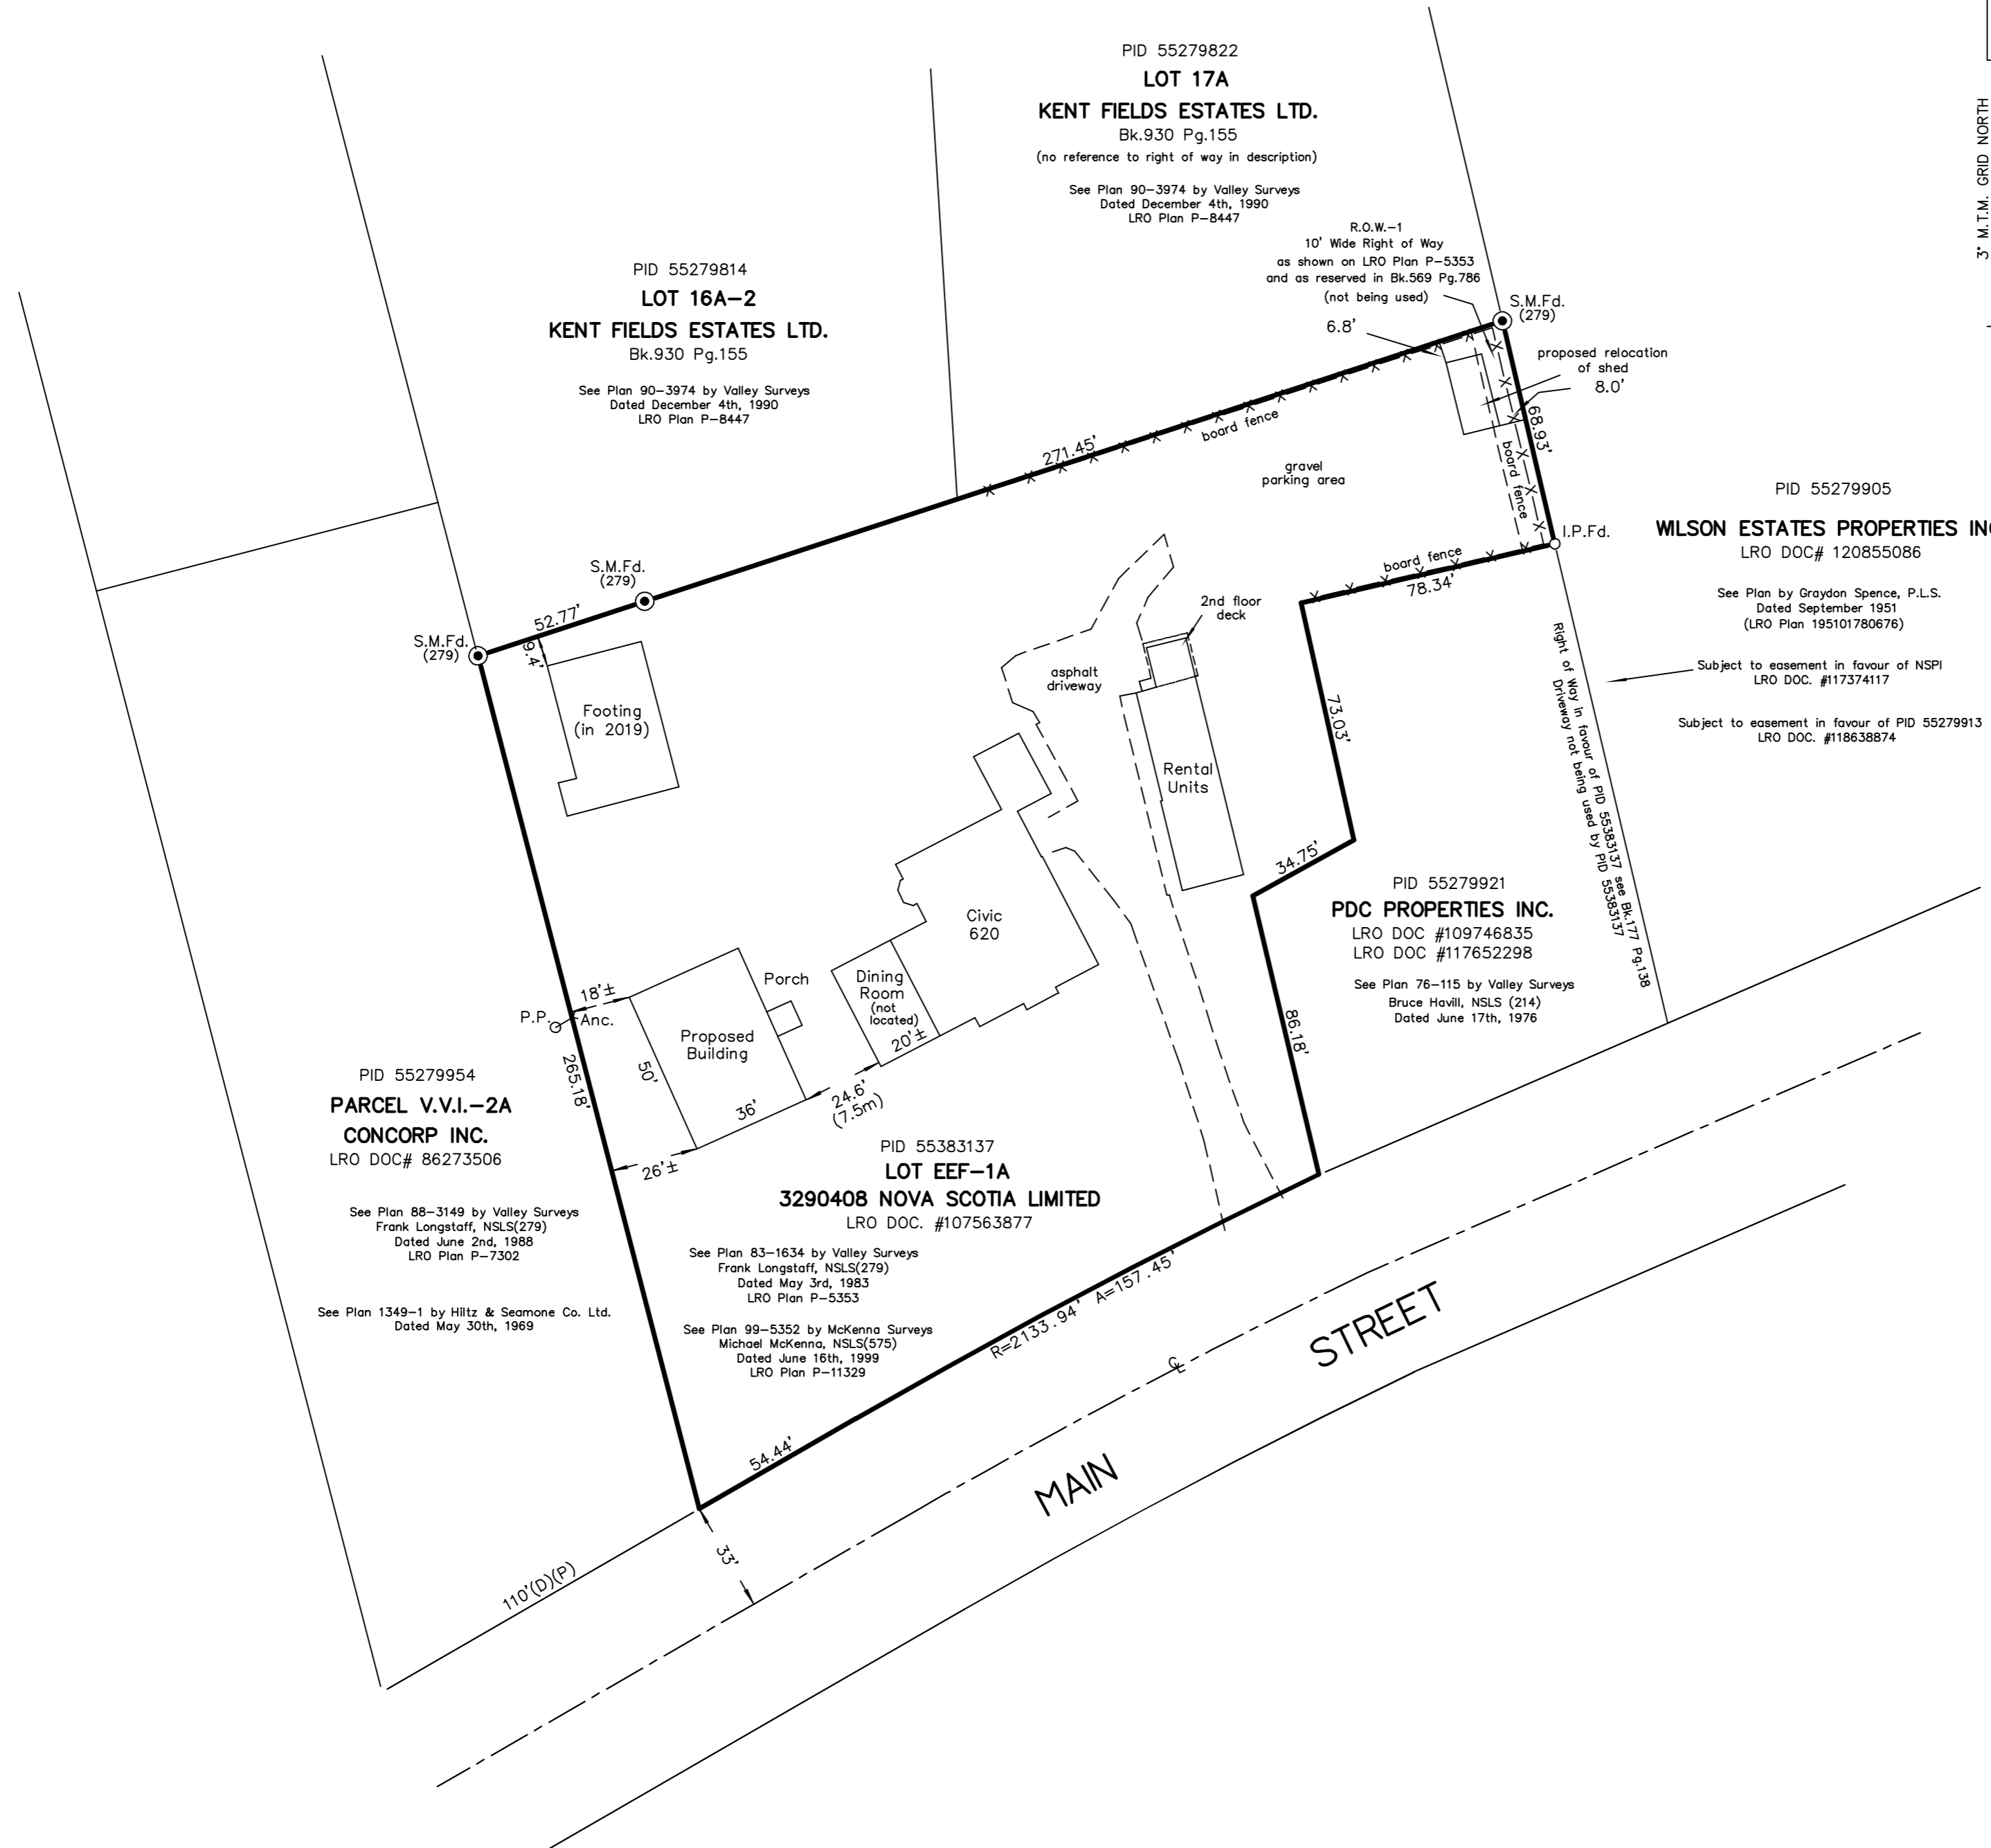 PID 55279822
LOT 17A
KENT FIELDS ESTATES LTD.
Bk.930 Pg.155
(no reference to right of way in description)
See Plan 90-3974 by Valley Surveys
Dated December 4th, 1990
LRO Plan P-8447
3° M.T.M. GRID NORTH
R.O.W.-1
10' Wide Right of Way
as shown on LRO Plan P-5353
and as reserved in Bk.569 Pg.786
(not being used)
6.8'
S.M.Fd.
(279)
proposed relocation
of shed
8.0'
68.93'
board fence
PID 55279814
LOT 16A-2
KENT FIELDS ESTATES LTD.
Bk.930 Pg.155
See Plan 90-3974 by Valley Surveys
Dated December 4th, 1990
LRO Plan P-8447
271.45'
board fence
gravel
parking area
I.P.Fd.
board fence
78.34'
PID 55279905
WILSON ESTATES PROPERTIES INC
LRO DOC# 120855086
See Plan by Graydon Spence, P.L.S.
Dated September 1951
(LRO Plan 195101780676)
Subject to easement in favour of NSPI
LRO DOC. #117374117
Subject to easement in favour of PID 55279913
LRO DOC. #118638874
Right of Way in favour of PID 55383137 see Bk.177 Pg.138
Driveway not being used by PID 55383137
S.M.Fd.
(279)
52.77'
S.M.Fd.
(279)
9.4'
Footing
(in 2019)
2nd floor
deck
asphalt
driveway
73.03'
Rental
Units
34.75'
PID 55279921
PDC PROPERTIES INC.
LRO DOC #109746835
LRO DOC #117652298
See Plan 76-115 by Valley Surveys
Bruce Havill, NSLS (214)
Dated June 17th, 1976
86.18'
Civic
620
Dining
Room
(not
located)
20'±
Porch
18'±
P.P.
Anc.
Proposed
Building
50'
36'
24.6'
(7.5m)
26'±
265.18'
PID 55279954
PARCEL V.V.I.-2A
CONCORP INC.
LRO DOC# 86273506
See Plan 88-3149 by Valley Surveys
Frank Longstaff, NSLS(279)
Dated June 2nd, 1988
LRO Plan P-7302
See Plan 1349-1 by Hiltz & Seamone Co. Ltd.
Dated May 30th, 1969
PID 55383137
LOT EEF-1A
3290408 NOVA SCOTIA LIMITED
LRO DOC. #107563877
See Plan 83-1634 by Valley Surveys
Frank Longstaff, NSLS(279)
Dated May 3rd, 1983
LRO Plan P-5353
See Plan 99-5352 by McKenna Surveys
Michael McKenna, NSLS(575)
Dated June 16th, 1999
LRO Plan P-11329
R=2133.94' A=157.45'
54.44'
℄
MAIN STREET
33'
110'(D)(P)